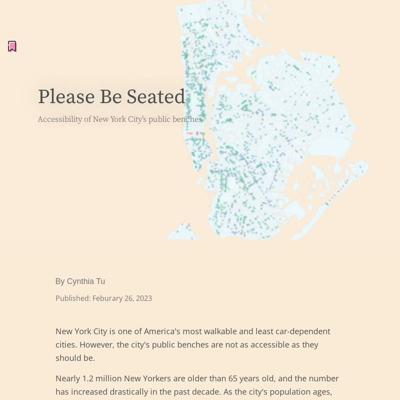 Please Be Seated
Accessibility of New York City's public benches
By Cynthia Tu
Published: Feburary 26, 2023
New York City is one of America's most walkable and least car-dependent
cities. However, the city's public benches are not as accessible as they
should be.
Nearly 1.2 million New Yorkers are older than 65 years old, and the number
has increased drastically in the past decade. As the city's population ages,